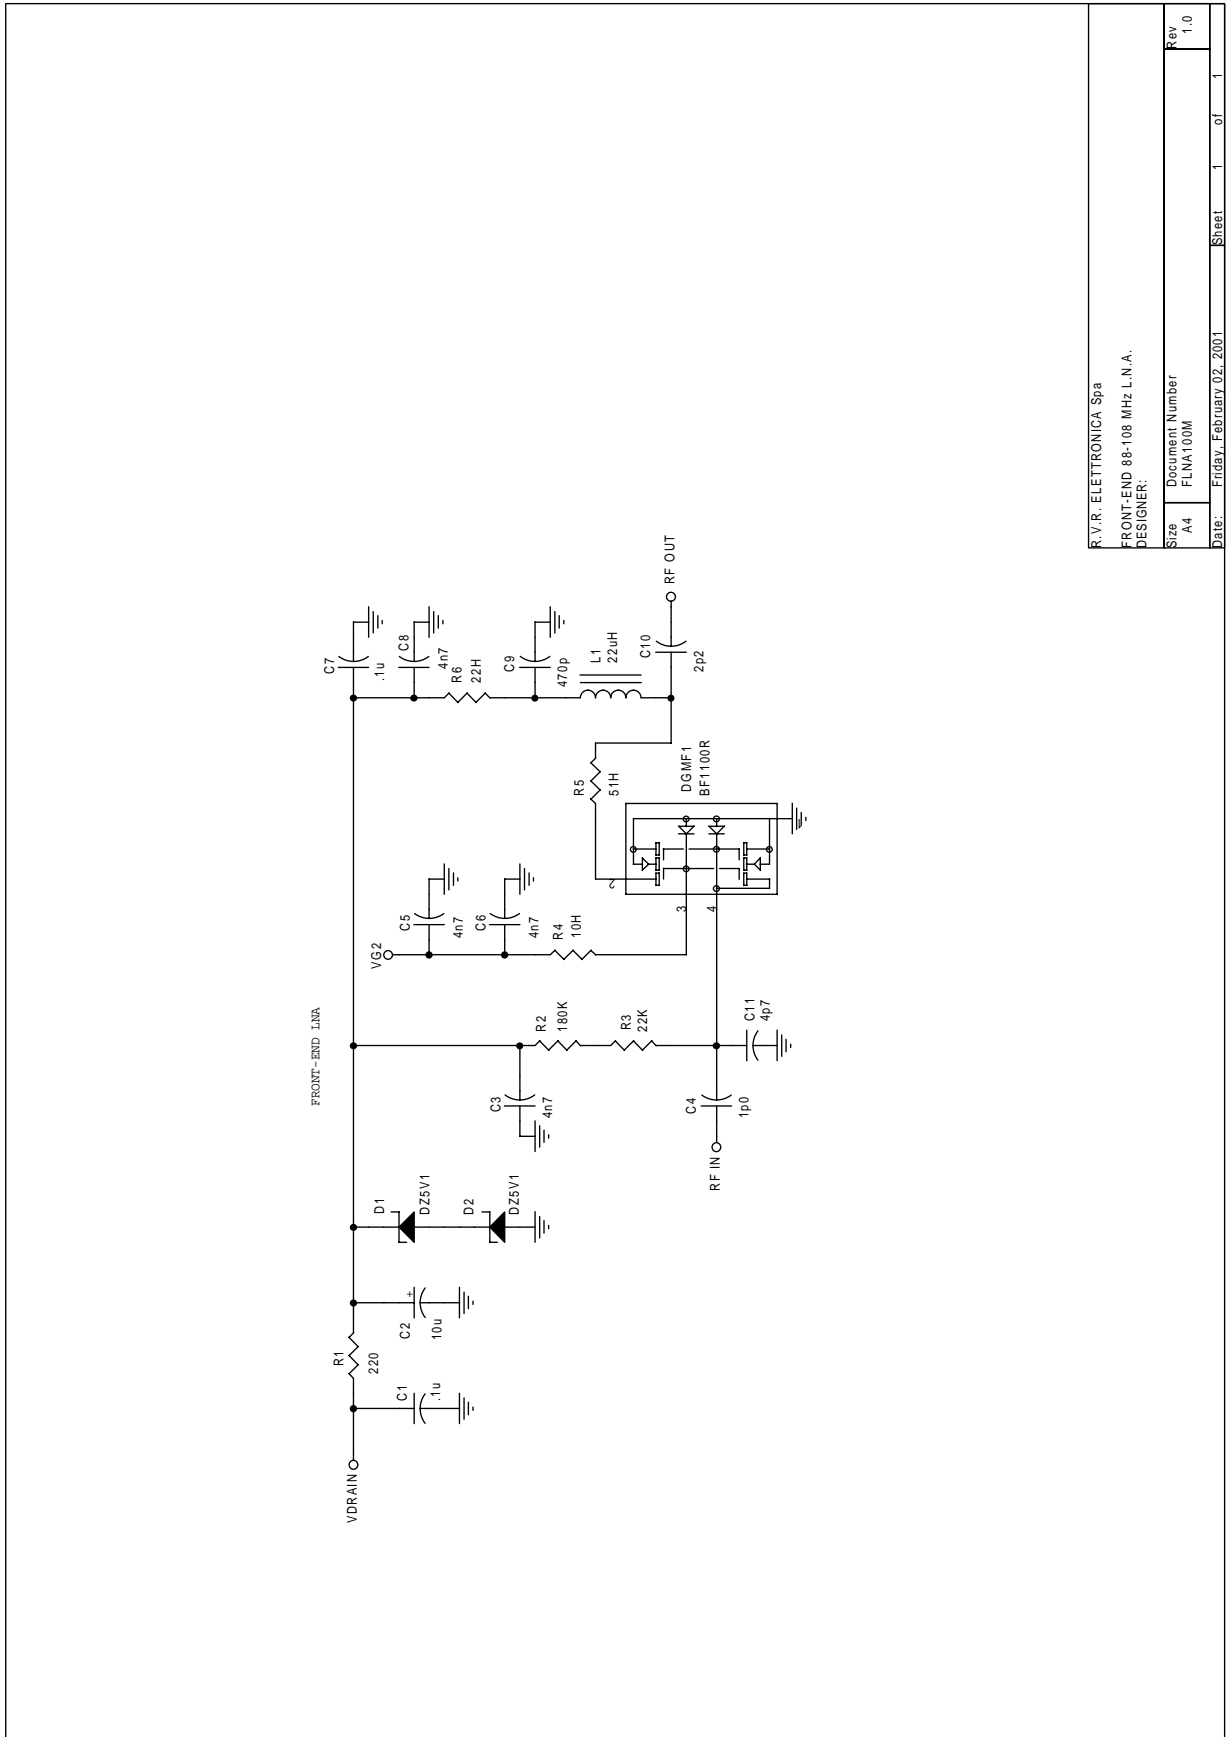 FRONT-END LNA
VDRAIN
C1
.1u
R1
220
C2
+
10u
D1
DZ5V1
D2
DZ5V1
C3
4n7
R2
180K
R3
22K
RF IN
C4
1p0
C11
4p7
VG2
C5
4n7
C6
4n7
R4
10H
3
4
2
R5
51H
DGMF1
BF1100R
C7
.1u
C8
4n7
R6
22H
C9
470p
L1
22uH
C10
2p2
RF OUT
R.V.R. ELETTRONICA Spa
FRONT-END 88-108 MHz L.N.A.
DESIGNER:
Size
A4
Document Number
FLNA100M
Rev
1.0
Date: Friday, February 02, 2001 Sheet 1 of 1